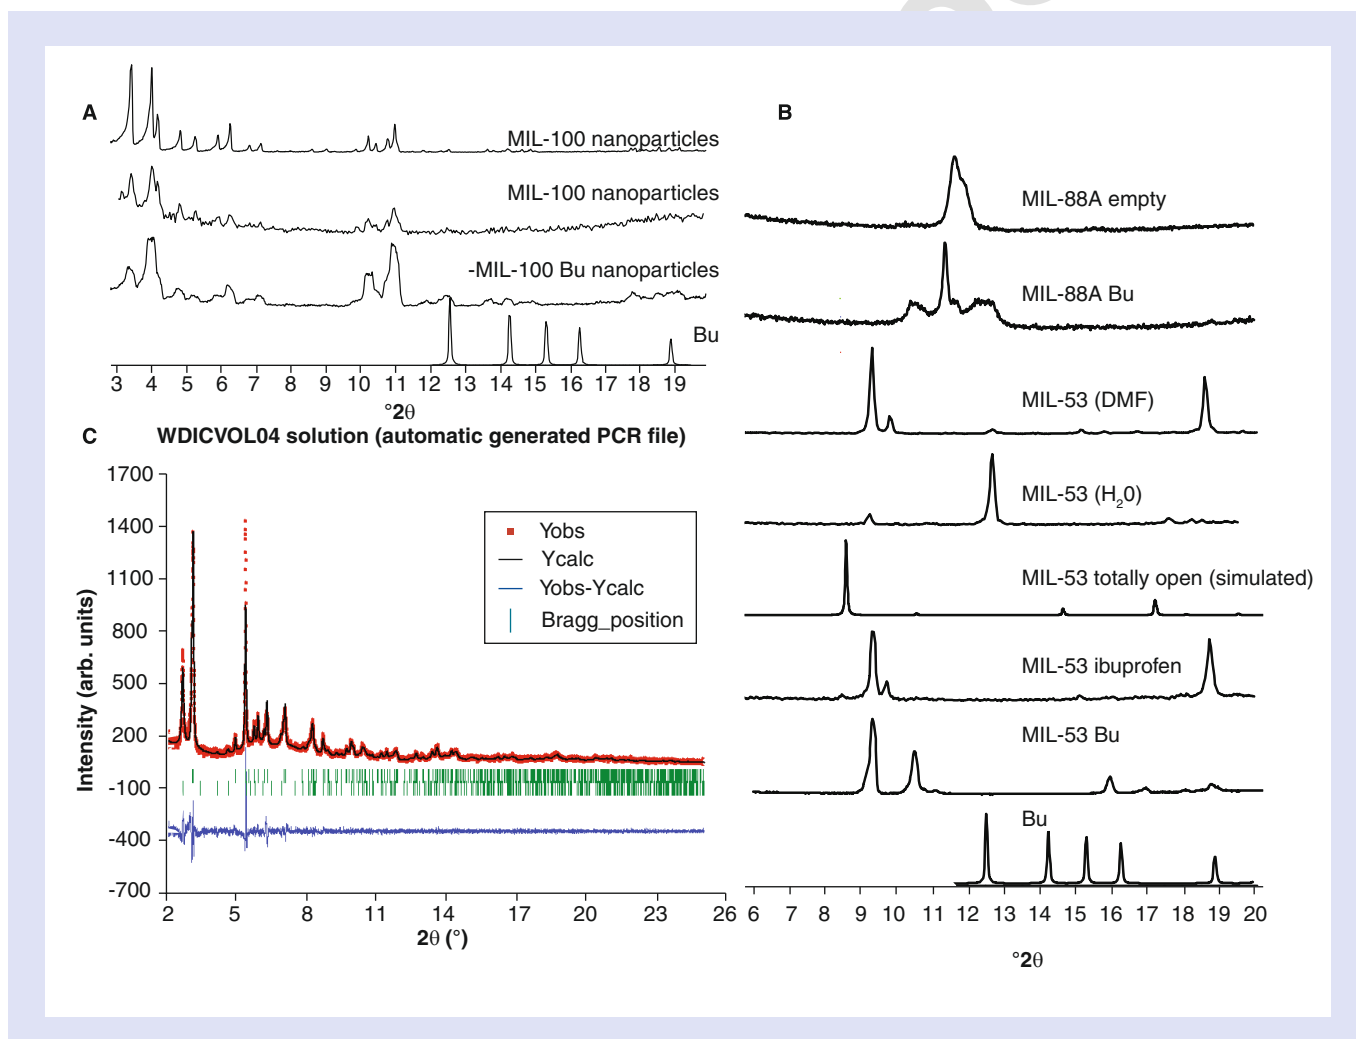 A
MIL-100 nanoparticles
MIL-100 nanoparticles
-MIL-100 Bu nanoparticles
Bu
3 4 5 6 7 8 9 10 11 12 13 14 15 16 17 18 19
°2θ
B
MIL-88A empty
MIL-88A Bu
MIL-53 (DMF)
MIL-53 (H20)
MIL-53 totally open (simulated)
MIL-53 ibuprofen
MIL-53 Bu
Bu
6 7 8 9 10 11 12 13 14 15 16 17 18 19 20
°2θ
C
WDICVOL04 solution (automatic generated PCR file)
Intensity (arb. units)
1700
1400
1100
800
500
200
-100
-400
-700
Yobs
Ycalc
Yobs-Ycalc
Bragg_position
2 5 8 11 14 17 20 23 26
2θ (°)